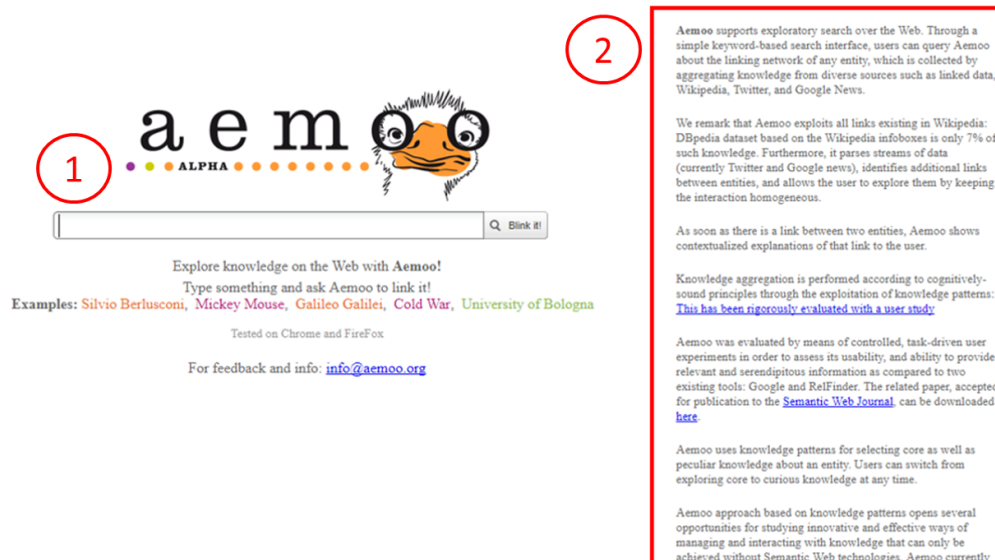 aemoo
ALPHA
1
Blink it!
Explore knowledge on the Web with Aemoo!
Type something and ask Aemoo to link it!
Examples: Silvio Berlusconi, Mickey Mouse, Galileo Galilei, Cold War, University of Bologna
Tested on Chrome and FireFox
For feedback and info: info@aemoo.org
2
Aemoo supports exploratory search over the Web. Through a
simple keyword-based search interface, users can query Aemoo
about the linking network of any entity, which is collected by
aggregating knowledge from diverse sources such as linked data,
Wikipedia, Twitter, and Google News.
We remark that Aemoo exploits all links existing in Wikipedia:
DBpedia dataset based on the Wikipedia infoboxes is only 7% of
such knowledge. Furthermore, it parses streams of data
(currently Twitter and Google news), identifies additional links
between entities, and allows the user to explore them by keeping
the interaction homogeneous.
As soon as there is a link between two entities, Aemoo shows
contextualized explanations of that link to the user.
Knowledge aggregation is performed according to cognitively-
sound principles through the exploitation of knowledge patterns:
This has been rigorously evaluated with a user study
Aemoo was evaluated by means of controlled, task-driven user
experiments in order to assess its usability, and ability to provide
relevant and serendipitous information as compared to two
existing tools: Google and RelFinder. The related paper, accepted
for publication to the Semantic Web Journal, can be downloaded
here.
Aemoo uses knowledge patterns for selecting core as well as
peculiar knowledge about an entity. Users can switch from
exploring core to curious knowledge at any time.
Aemoo approach based on knowledge patterns opens several
opportunities for studying innovative and effective ways of
managing and interacting with knowledge that can only be
achieved without Semantic Web technologies. Aemoo currently